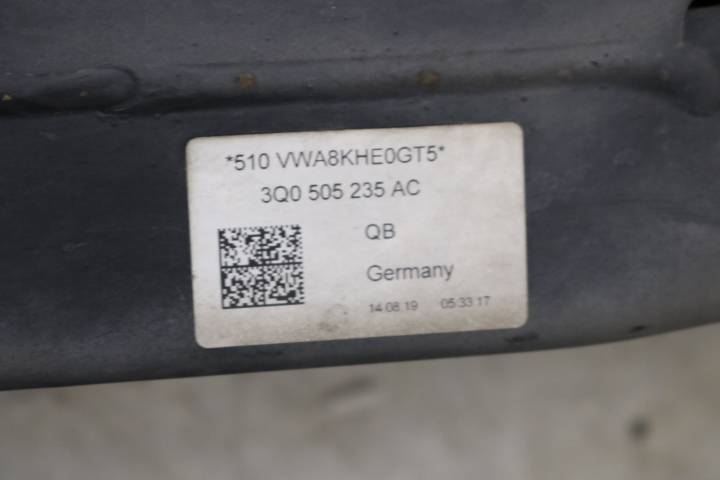 *510 VWA8KHE0GT5*
3Q0 505 235 AC
QB
Germany
14.08.19 05:33:17